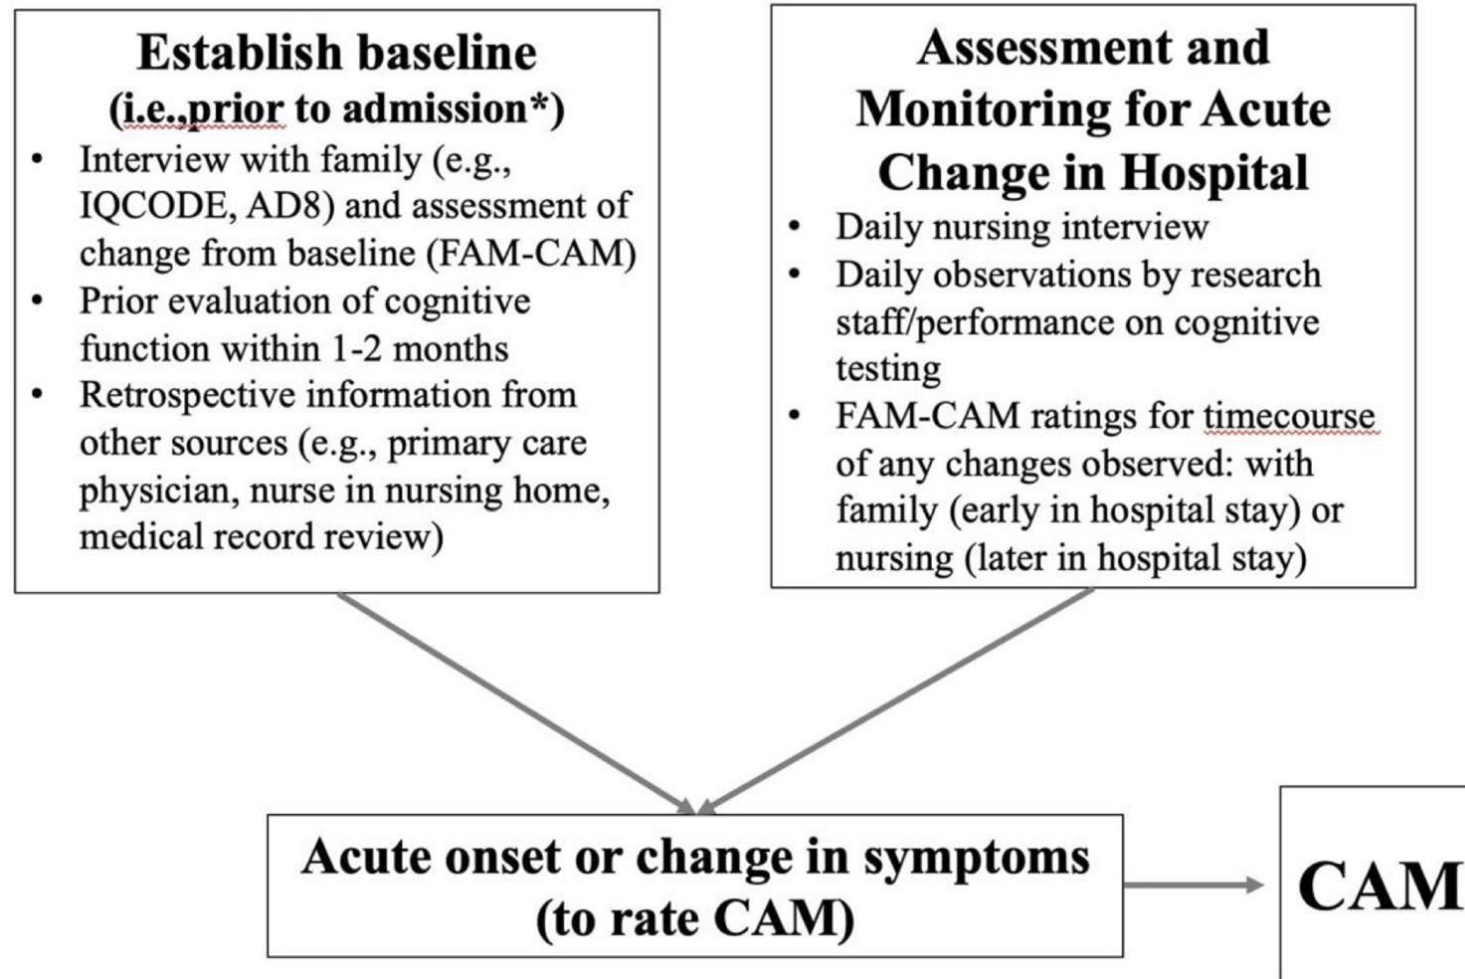 Establish baseline
(i.e.,prior to admission*)
• Interview with family (e.g.,
IQCODE, AD8) and assessment of
change from baseline (FAM-CAM)
• Prior evaluation of cognitive
function within 1-2 months
• Retrospective information from
other sources (e.g., primary care
physician, nurse in nursing home,
medical record review)
Assessment and
Monitoring for Acute
Change in Hospital
• Daily nursing interview
• Daily observations by research
staff/performance on cognitive
testing
• FAM-CAM ratings for timecourse
of any changes observed: with
family (early in hospital stay) or
nursing (later in hospital stay)
Acute onset or change in symptoms
(to rate CAM)
CAM